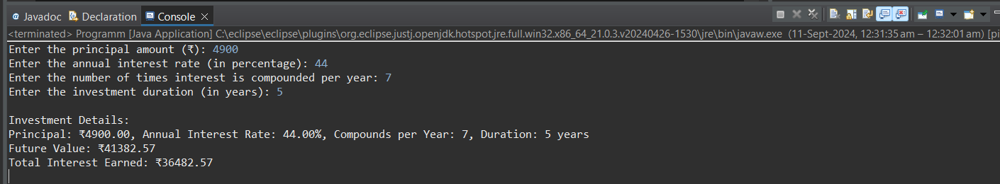 @ Javadoc Declaration Console
<terminated> Programm [Java Application] C:\eclipse\eclipse\plugins\org.eclipse.justj.openjdk.hotspot.jre.full.win32.x86_64_21.0.3.v20240426-1530\jre\bin\javaw.exe (11-Sept-2024, 12:31:35 am – 12:32:01 am) [pi
Enter the principal amount (₹): 4900
Enter the annual interest rate (in percentage): 44
Enter the number of times interest is compounded per year: 7
Enter the investment duration (in years): 5
Investment Details:
Principal: ₹4900.00, Annual Interest Rate: 44.00%, Compounds per Year: 7, Duration: 5 years
Future Value: ₹41382.57
Total Interest Earned: ₹36482.57